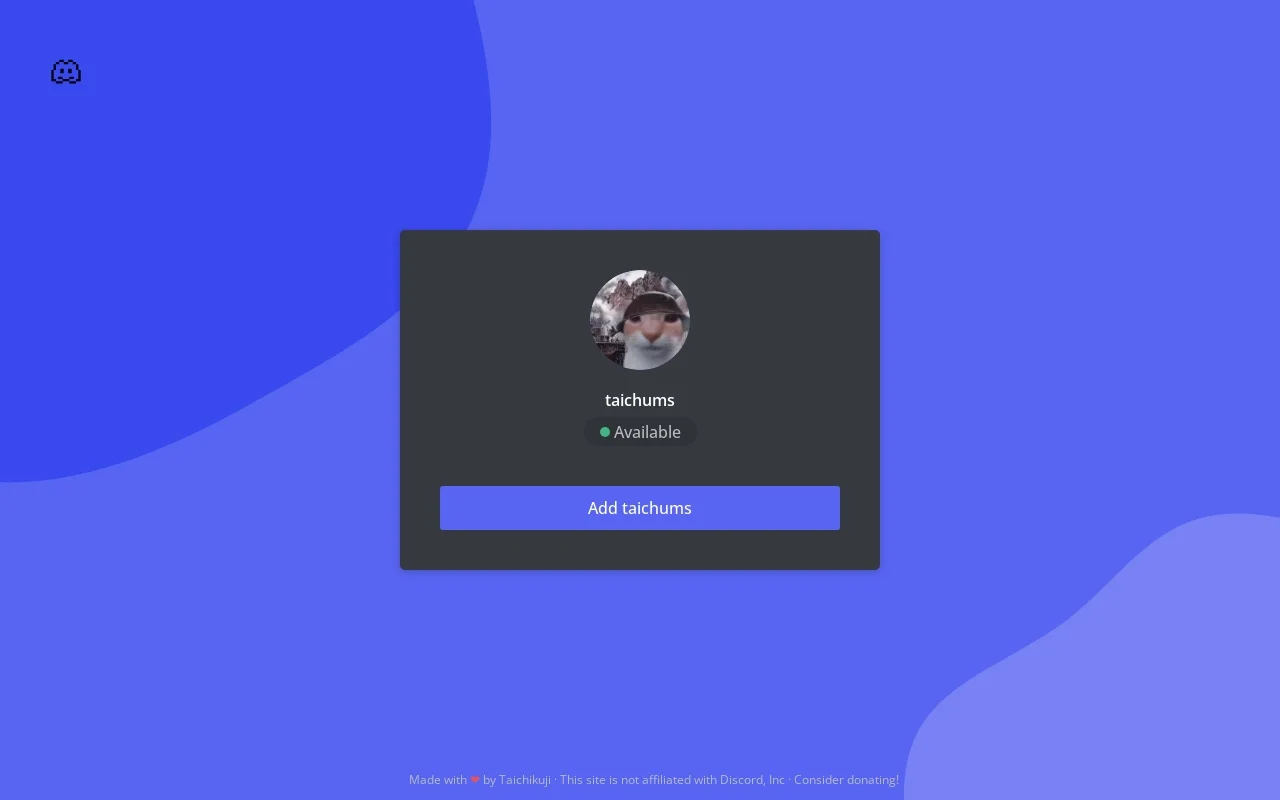 taichums
Available
Add taichums
Made with ❤ by Taichikuji · This site is not affiliated with Discord, Inc · Consider donating!